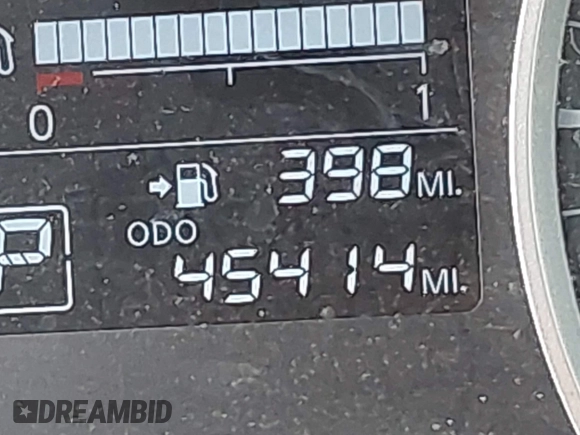 0 1
398 MI.
ODO
45414 MI.
P
DREAMBID